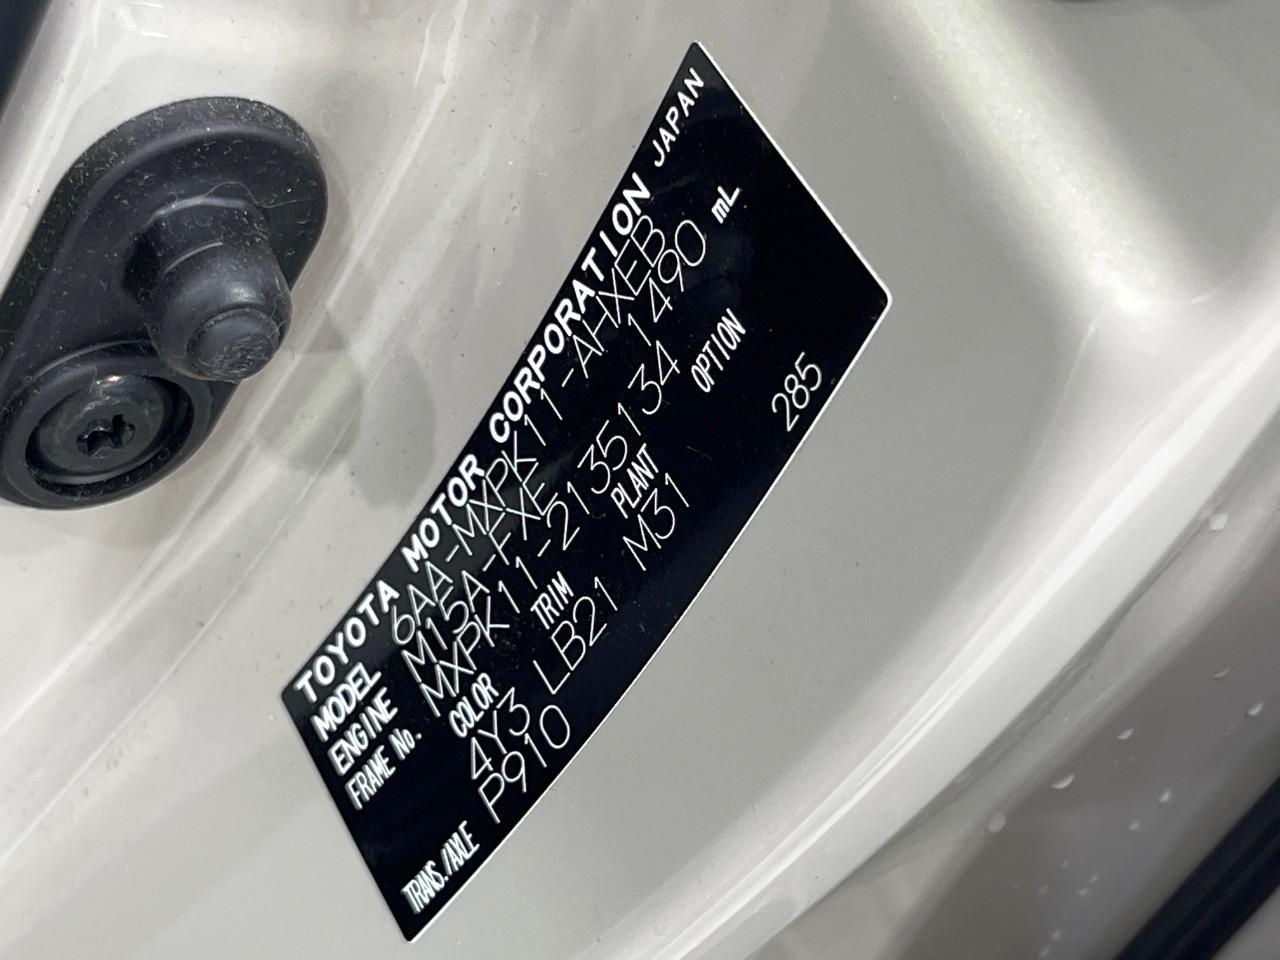 TOYOTA MOTOR CORPORATION JAPAN
MODEL 6AA-MXPK11-AHXEB
ENGINE M15A-FXE 1490 mL
FRAME No. MXPK11-2135134
COLOR TRIM PLANT OPTION
4Y3 LB21 M31
TRANS./AXLE P910 285